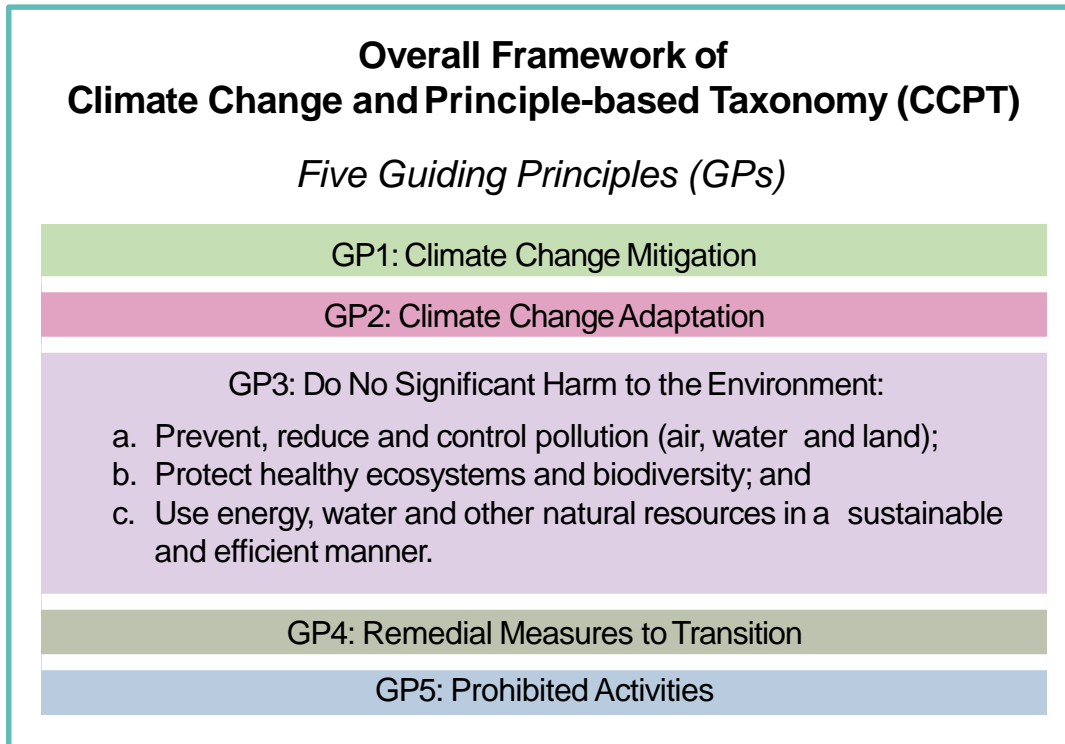 Overall Framework of
Climate Change and Principle-based Taxonomy (CCPT)
Five Guiding Principles (GPs)
GP1: Climate Change Mitigation
GP2: Climate Change Adaptation
GP3: Do No Significant Harm to the Environment:
a. Prevent, reduce and control pollution (air, water and land);
b. Protect healthy ecosystems and biodiversity; and
c. Use energy, water and other natural resources in a sustainable
and efficient manner.
GP4: Remedial Measures to Transition
GP5: Prohibited Activities